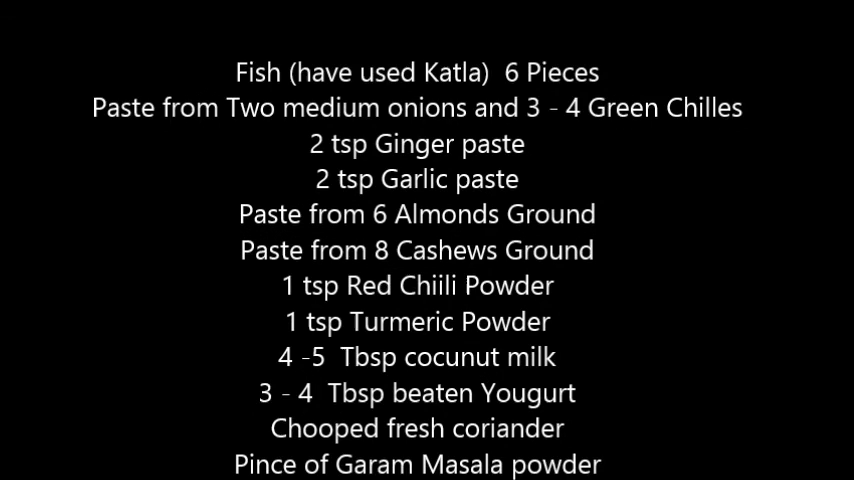 Fish (have used Katla)  6 Pieces
Paste from Two medium onions and 3 - 4 Green Chilles
2 tsp Ginger paste
2 tsp Garlic paste
Paste from 6 Almonds Ground
Paste from 8 Cashews Ground
1 tsp Red Chiili Powder
1 tsp Turmeric Powder
4 -5  Tbsp cocunut milk
3 - 4  Tbsp beaten Yougurt
Chooped fresh coriander
Pince of Garam Masala powder